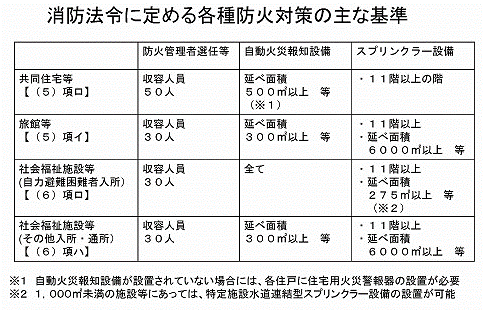 消防法令に定める各種防火対策の主な基準
防火管理者選任等
自動火災報知設備
スプリンクラー設備
共同住宅等
【（５）項ロ】
収容人員
５０人
延べ面積
５００㎡以上　等
（※１）
・１１階以上の階
旅館等
【（５）項イ】
収容人員
３０人
延べ面積
３００㎡以上　等
・１１階以上
・延べ面積
６０００㎡以上　等
社会福祉施設等
(自力避難困難者入所)
【（６）項ロ】
収容人員
３０人
全て
・１１階以上
・延べ面積
２７５㎡以上　等
（※２）
社会福祉施設等
(その他入所・通所)
【（６）項ハ】
収容人員
３０人
延べ面積
３００㎡以上　等
・１１階以上
・延べ面積
６０００㎡以上　等
※１　自動火災報知設備が設置されていない場合には、各住戸に住宅用火災警報器の設置が必要
※２　１，０００㎡未満の施設等にあっては、特定施設水道連結型スプリンクラー設備の設置が可能